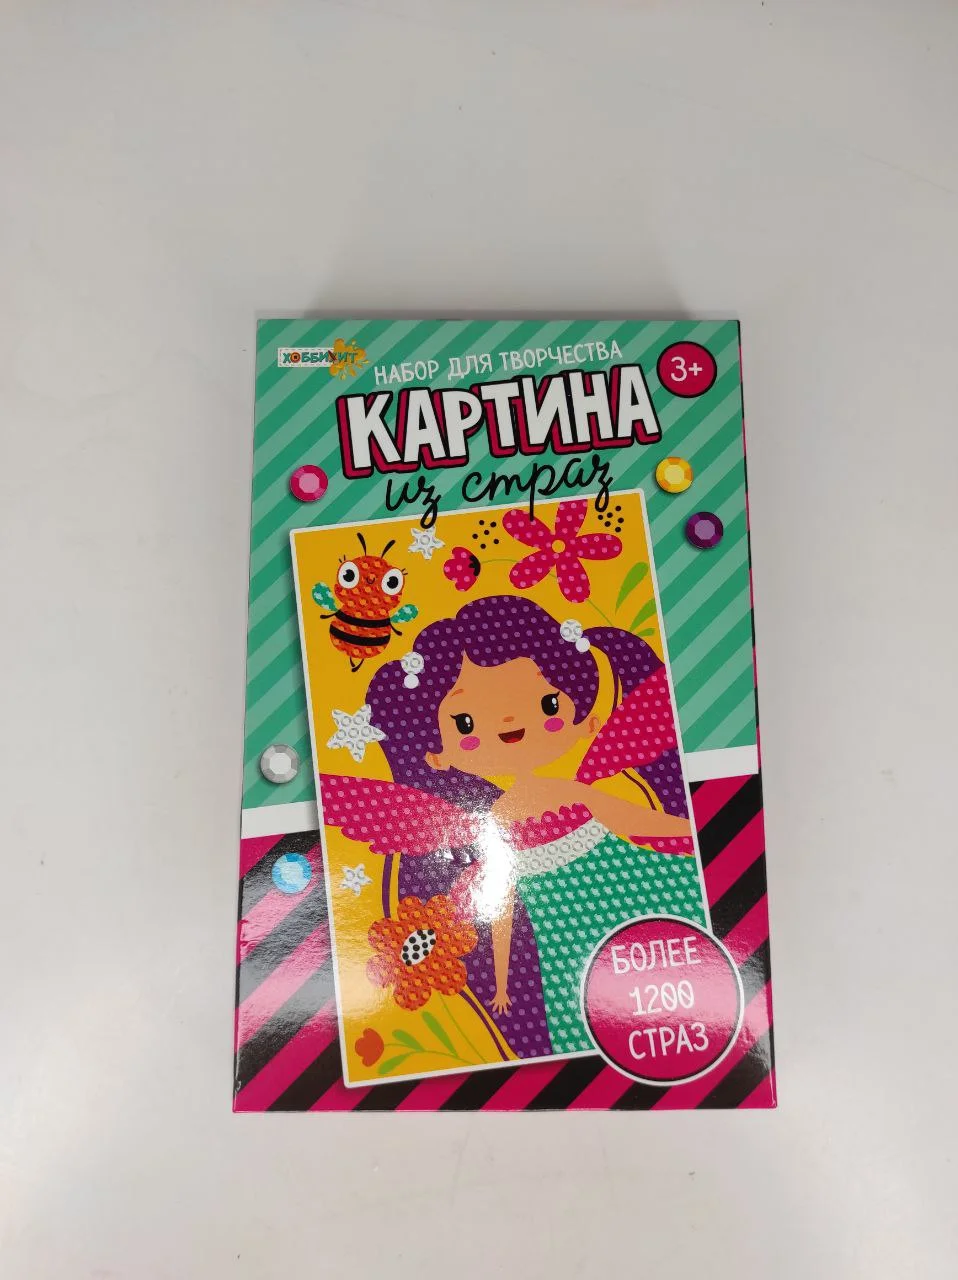 ХОББИХИТ
НАБОР ДЛЯ ТВОРЧЕСТВА
3+
КАРТИНА
из страз
БОЛЕЕ
1200
СТРАЗ